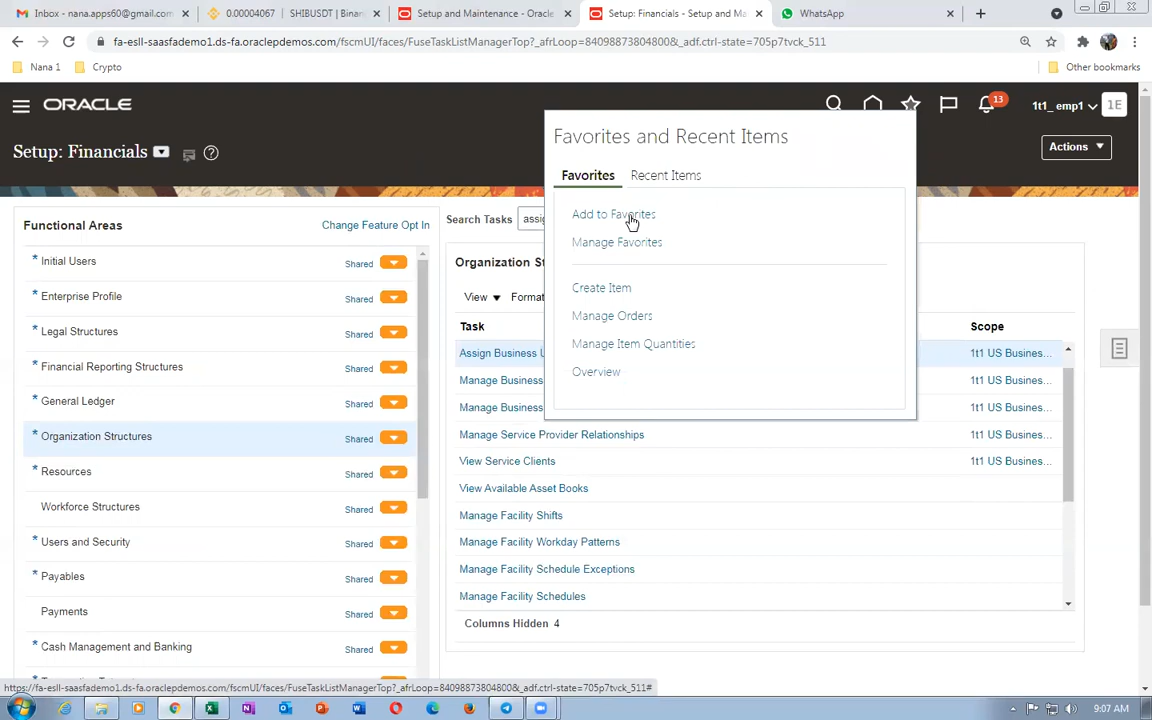 Inbox - nana.apps60@gmail.com
0.00004067 | SHIBUSDT | Binan
Setup and Maintenance - Oracle
Setup: Financials - Setup and Ma
WhatsApp
fa-esll-saasfademo1.ds-fa.oraclepdemos.com/fscmUI/faces/FuseTaskListManagerTop?_afrLoop=84098873804800&_adf.ctrl-state=705p7tvck_511
Nana 1
Crypto
Other bookmarks
ORACLE
13
1t1_emp1
1E
Setup: Financials
Actions
Favorites and Recent Items
Favorites
Recent Items
Add to Favorites
Manage Favorites
Create Item
Manage Orders
Manage Item Quantities
Overview
Functional Areas
Change Feature Opt In
* Initial Users Shared
* Enterprise Profile Shared
* Legal Structures Shared
* Financial Reporting Structures Shared
* General Ledger Shared
* Organization Structures Shared
* Resources Shared
Workforce Structures Shared
* Users and Security Shared
* Payables Shared
Payments Shared
* Cash Management and Banking Shared
Search Tasks assig
Organization St
View Format
Task Scope
Assign Business U 1t1 US Busines...
Manage Business 1t1 US Busines...
Manage Business 1t1 US Busines...
Manage Service Provider Relationships 1t1 US Busines...
View Service Clients 1t1 US Busines...
View Available Asset Books
Manage Facility Shifts
Manage Facility Workday Patterns
Manage Facility Schedule Exceptions
Manage Facility Schedules
Columns Hidden 4
https://fa-esll-saasfademo1.ds-fa.oraclepdemos.com/fscmUI/faces/FuseTaskListManagerTop?_afrLoop=84098873804800&_adf.ctrl-state=705p7tvck_511#
9:07 AM